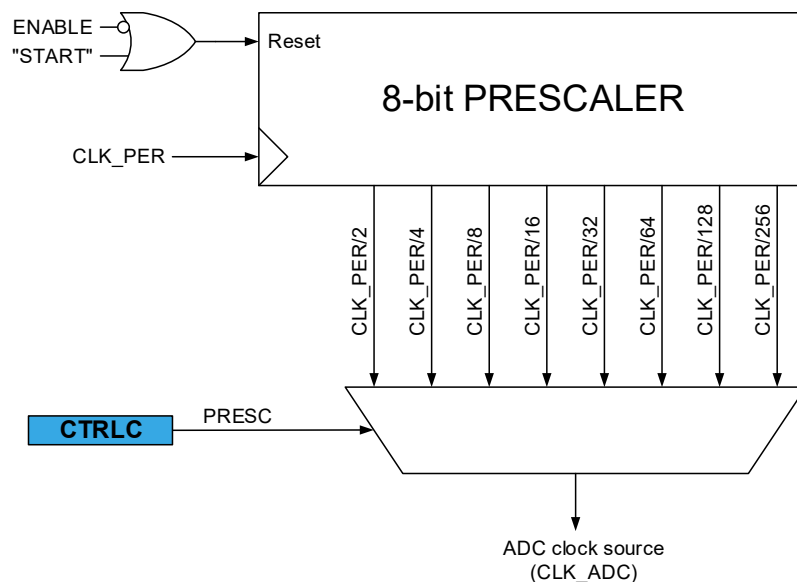 ENABLE
"START"
Reset
8-bit PRESCALER
CLK_PER
CLK_PER/2
CLK_PER/4
CLK_PER/8
CLK_PER/16
CLK_PER/32
CLK_PER/64
CLK_PER/128
CLK_PER/256
CTRLC
PRESC
ADC clock source
(CLK_ADC)